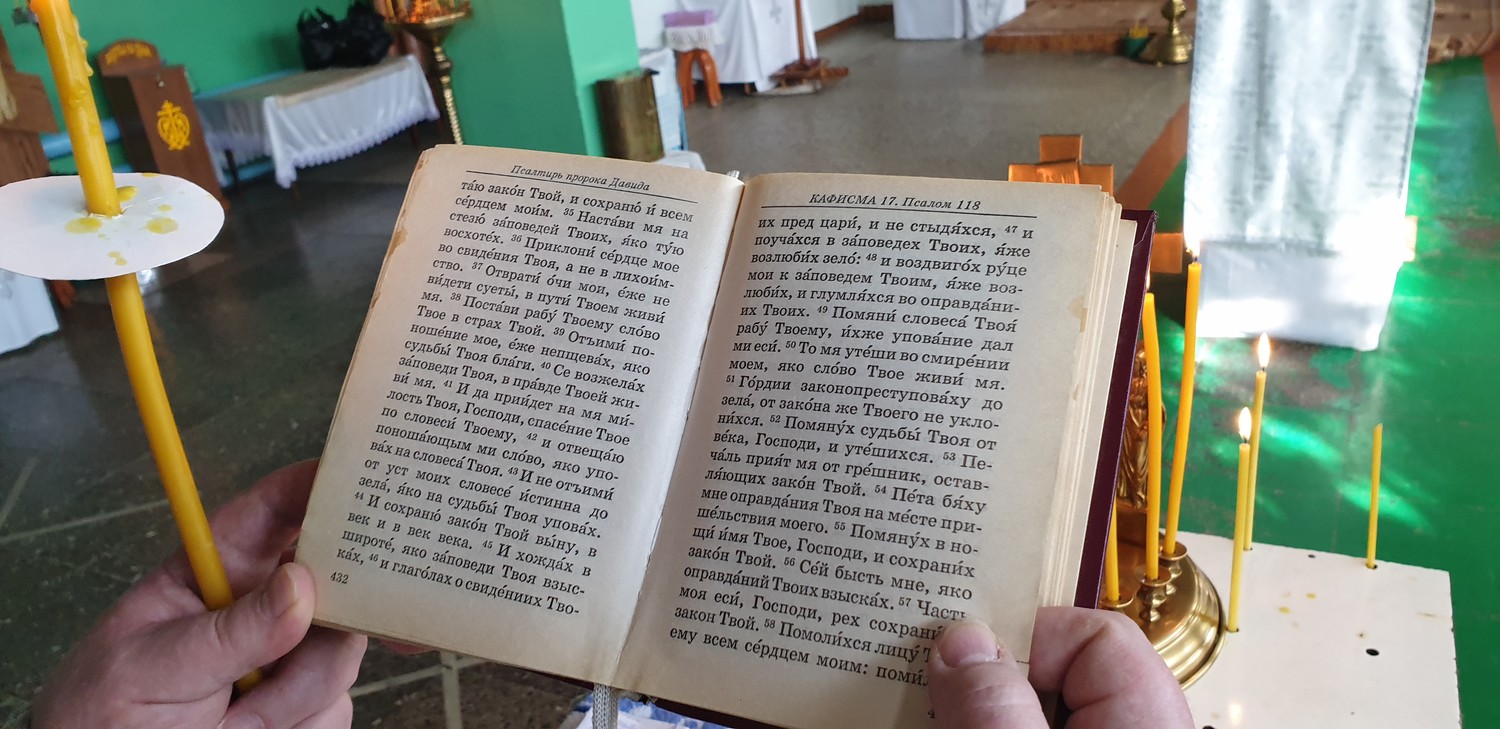 Псалтирь пророка Давида
та́ю зако́н Твой, и сохраню́ и́ всем
се́рдцем мои́м. 35 Наста́ви мя на
стезю́ за́поведей Твоих, я́ко ту́ю
восхоте́х. 36 Приклони́ се́рдце мое
во свиде́ния Твоя, а не в лихои́м-
ство. 37 Отврати́ о́чи мои, е́же не
ви́дети суеты́, в пути́ Твоем живи́
мя. 38 Поста́ви рабу́ Твоему сло́во
Твое в страх Твой. 39 Отъими́ по-
ноше́ние мое, е́же непщева́х, яко
судьбы́ Твоя бла́ги. 40 Се возжела́х
за́поведи Твоя, в пра́вде Твоей жи-
ви́ мя. 41 И да прии́дет на мя ми́-
лость Твоя, Господи, спасе́ние Твое
по словеси́ Твоему, 42 и отвеща́ю
понося́щым ми сло́во, яко упо-
ва́х на словеса́ Твоя. 43 И не отъими́
от уст моих словесе́ и́стинна до
зела́, я́ко на судьбы́ Твоя упова́х.
44 И сохраню́ зако́н Твой вы́ну, в
век и в век века. 45 И хожда́х в
широте́, яко за́поведи Твоя взыс-
ка́х, 46 и глаго́лах о свиде́ниих Тво-
432
КАФИСМА 17. Псалом 118
их пред цари́, и не стыдя́хся, 47 и
поуча́хся в за́поведех Твоих, я́же
возлюби́х зело́: 48 и воздвиго́х ру́це
мои к за́поведем Твоим, я́же воз-
люби́х, и глумля́хся во оправда́ни-
их Твоих. 49 Помяни́ словеса́ Твоя́
рабу́ Твоему, и́хже упова́ние дал
ми еси́. 50 То мя уте́ши во смире́нии
моем, яко сло́во Твое живи́ мя.
51 Го́рдии законопреступова́ху до
зела́, от зако́на же Твоего не укло-
ни́хся. 52 Помяну́х судьбы́ Твоя от
ве́ка, Господи, и уте́шихся. 53 Пе-
ча́ль прия́т мя от гре́шник, остав-
ля́ющих зако́н Твой. 54 Пе́та бя́ху
мне оправда́ния Твоя на ме́сте при-
ше́льствия моего. 55 Помяну́х в но-
щи́ и́мя Твое, Господи, и сохрани́х
зако́н Твой. 56 Се́й бысть мне, яко
оправда́ний Твоих взыска́х. 57 Часть
моя еси́, Господи, рех сохрани́
закон Твой. 58 Помоли́хся лицу́
ему всем се́рдцем моим: